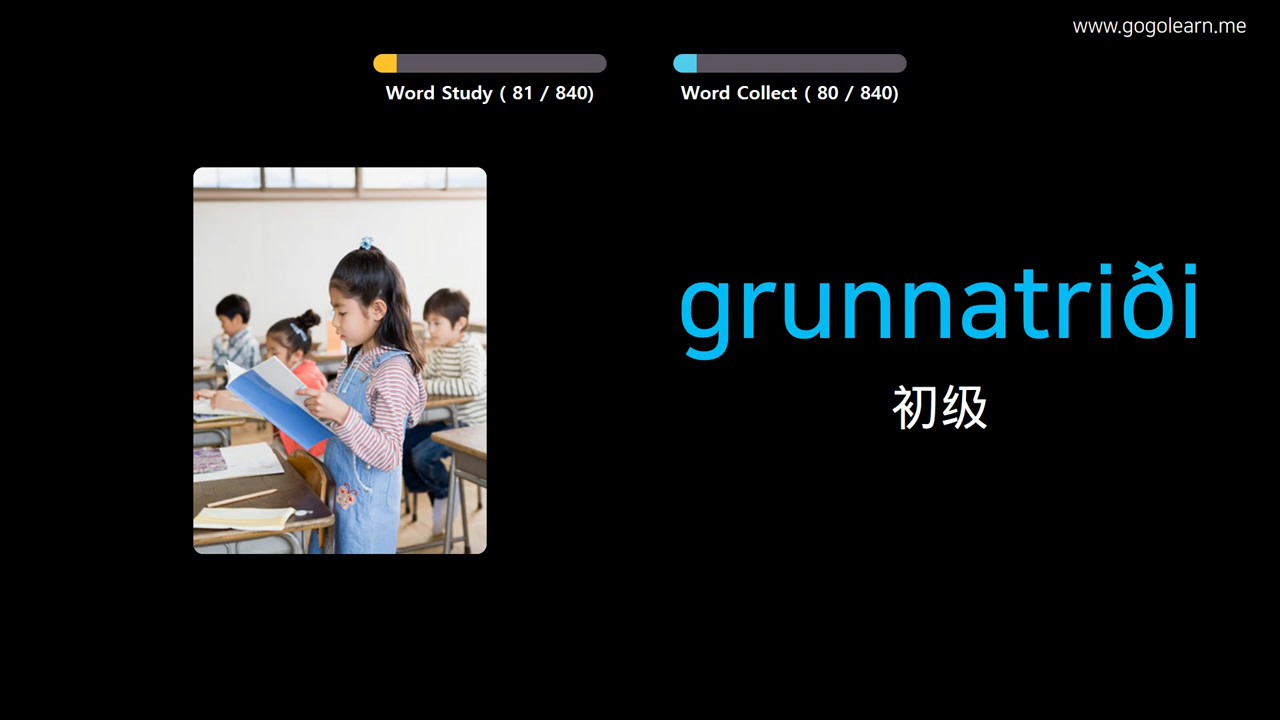 www.gogolearn.me
Word Study ( 81 / 840)
Word Collect ( 80 / 840)
grunnatriði
初级